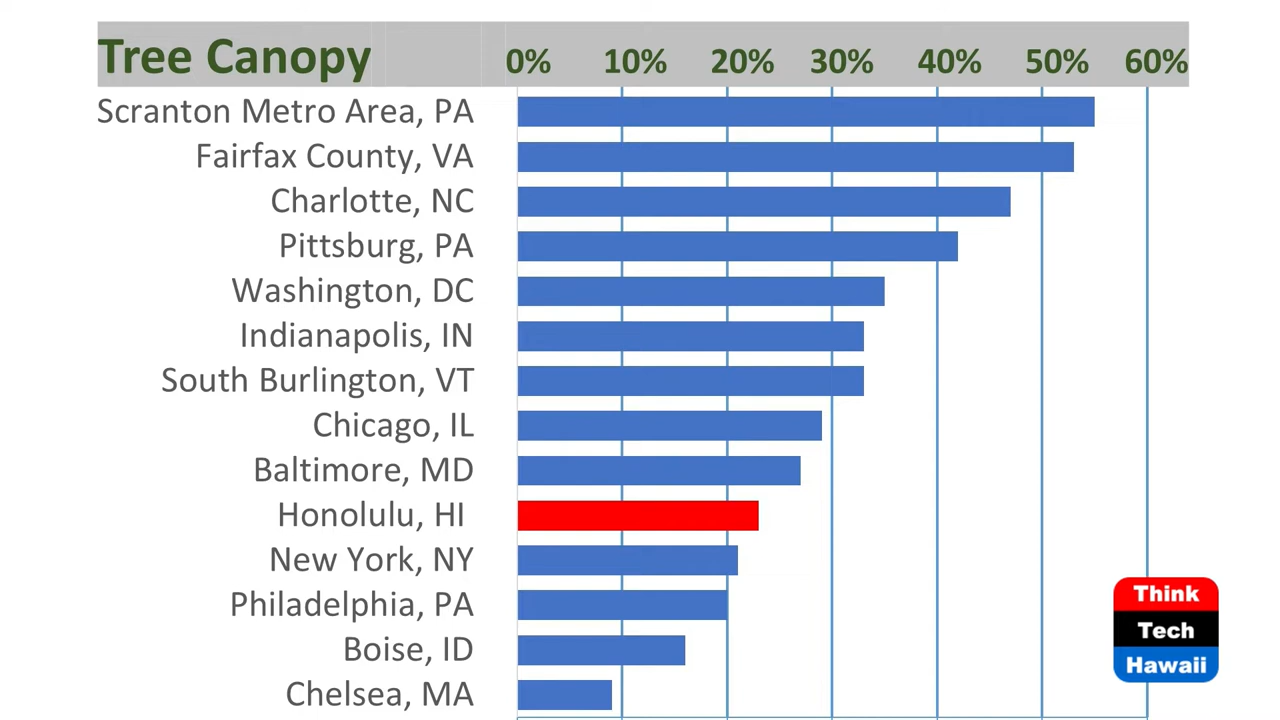 Tree Canopy 0% 10% 20% 30% 40% 50% 60%
Scranton Metro Area, PA
Fairfax County, VA
Charlotte, NC
Pittsburg, PA
Washington, DC
Indianapolis, IN
South Burlington, VT
Chicago, IL
Baltimore, MD
Honolulu, HI
New York, NY
Philadelphia, PA
Boise, ID
Chelsea, MA
Think
Tech
Hawaii